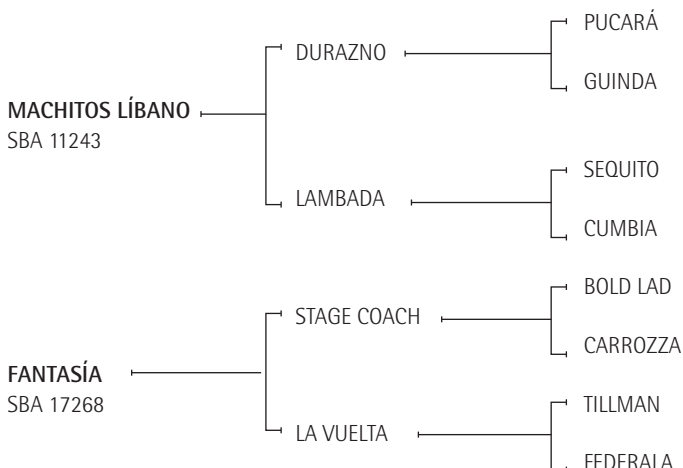 PUCARÁ
DURAZNO
GUINDA
MACHITOS LÍBANO
SBA 11243
SEQUITO
LAMBADA
CUMBIA
BOLD LAD
STAGE COACH
CARROZZA
FANTASÍA
SBA 17268
TILLMAN
LA VUELTA
FEDERALA